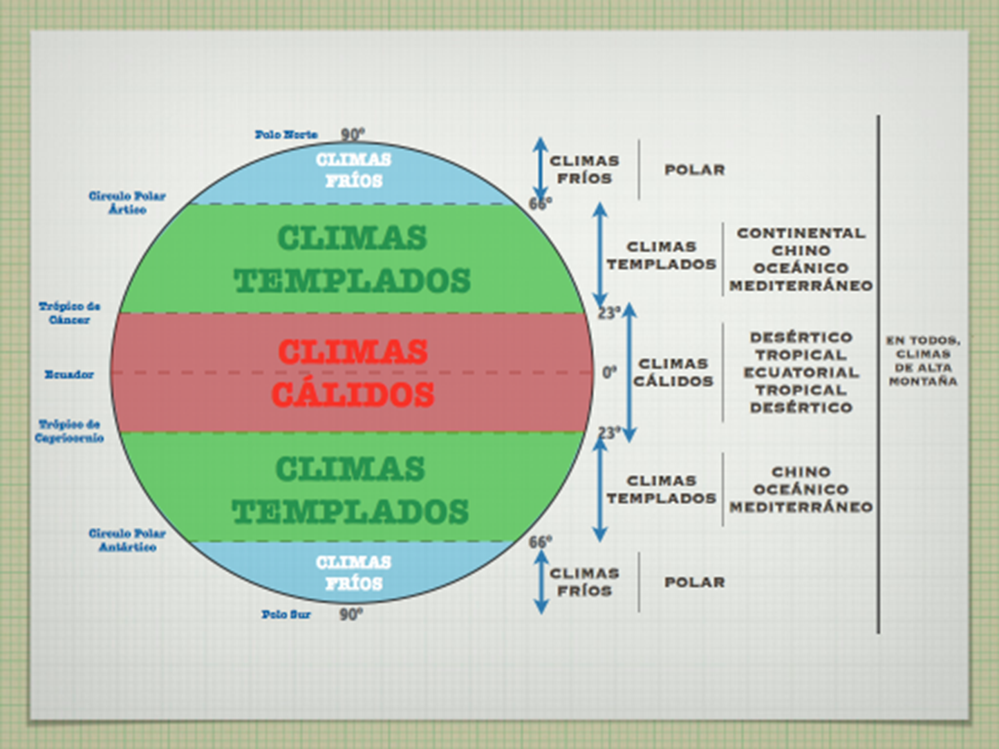 Polo Norte
90º
CLIMAS
FRÍOS
CLIMAS
FRÍOS
POLAR
Círculo Polar
Ártico
66º
CLIMAS
TEMPLADOS
CLIMAS
TEMPLADOS
CONTINENTAL
CHINO
OCEÁNICO
MEDITERRÁNEO
Trópico de
Cáncer
23º
CLIMAS
CÁLIDOS
Ecuador
0º
CLIMAS
CÁLIDOS
DESÉRTICO
TROPICAL
ECUATORIAL
TROPICAL
DESÉRTICO
EN TODOS,
CLIMAS
DE ALTA
MONTAÑA
Trópico de
Capricornio
23º
CLIMAS
TEMPLADOS
CLIMAS
TEMPLADOS
CHINO
OCEÁNICO
MEDITERRÁNEO
Círculo Polar
Antártico
66º
CLIMAS
FRÍOS
CLIMAS
FRÍOS
POLAR
Polo Sur
90º